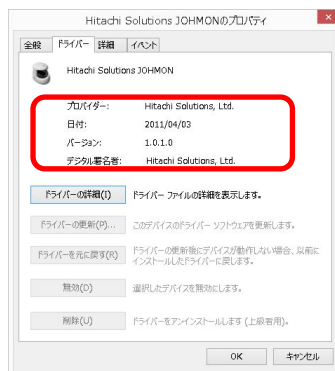 Hitachi Solutions JOHMONのプロパティ
全般 ドライバー 詳細 イベント
Hitachi Solutions JOHMON
プロバイダー: Hitachi Solutions, Ltd.
日付: 2011/04/03
バージョン: 1.0.1.0
デジタル署名者: Hitachi Solutions, Ltd.
ドライバーの詳細(I) ドライバー ファイルの詳細を表示します。
ドライバーの更新(P)... このデバイスのドライバー ソフトウェアを更新します。
ドライバーを元に戻す(R) ドライバーの更新後にデバイスが動作しない場合、以前に
インストールしたドライバーに戻します。
無効(D) 選択したデバイスを無効にします。
削除(U) ドライバーをアンインストールします (上級者用)。
OK キャンセル